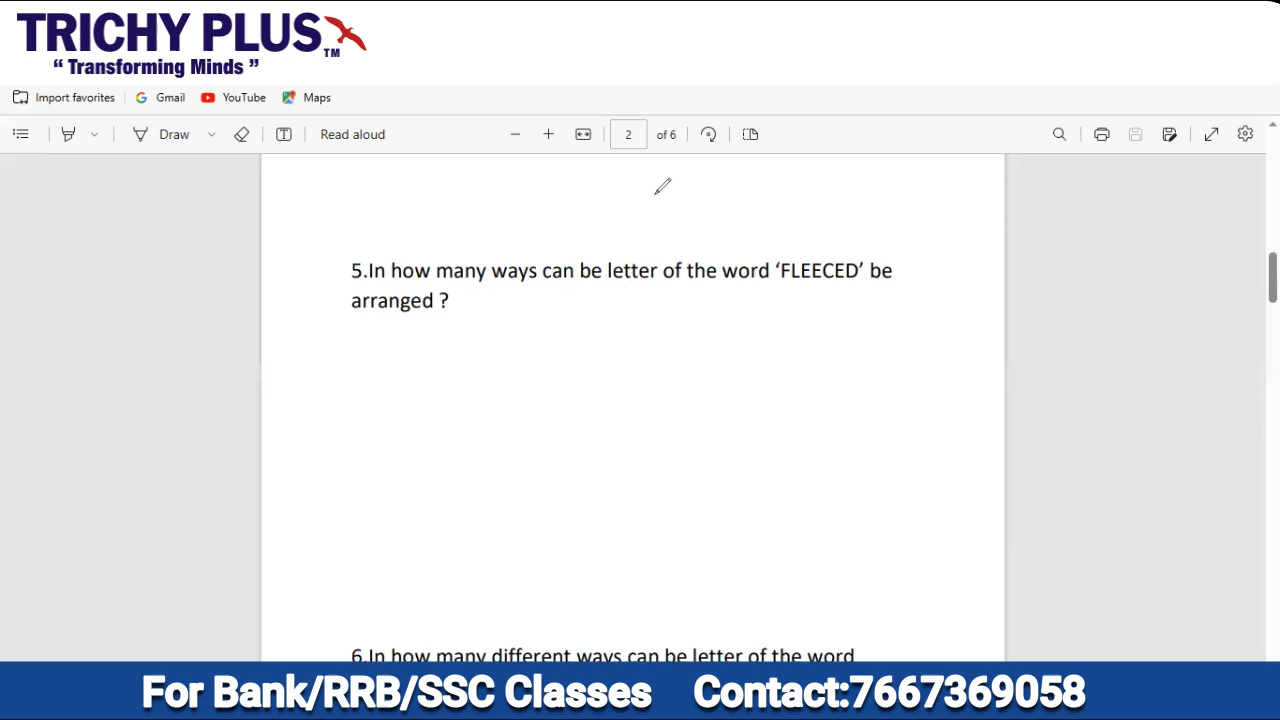 TRICHY PLUS TM
“ Transforming Minds ”
Import favorites Gmail YouTube Maps
Draw T Read aloud 2 of 6
5.In how many ways can be letter of the word ‘FLEECED’ be
arranged ?
6.In how many different ways can be letter of the word
For Bank/RRB/SSC Classes Contact:7667369058